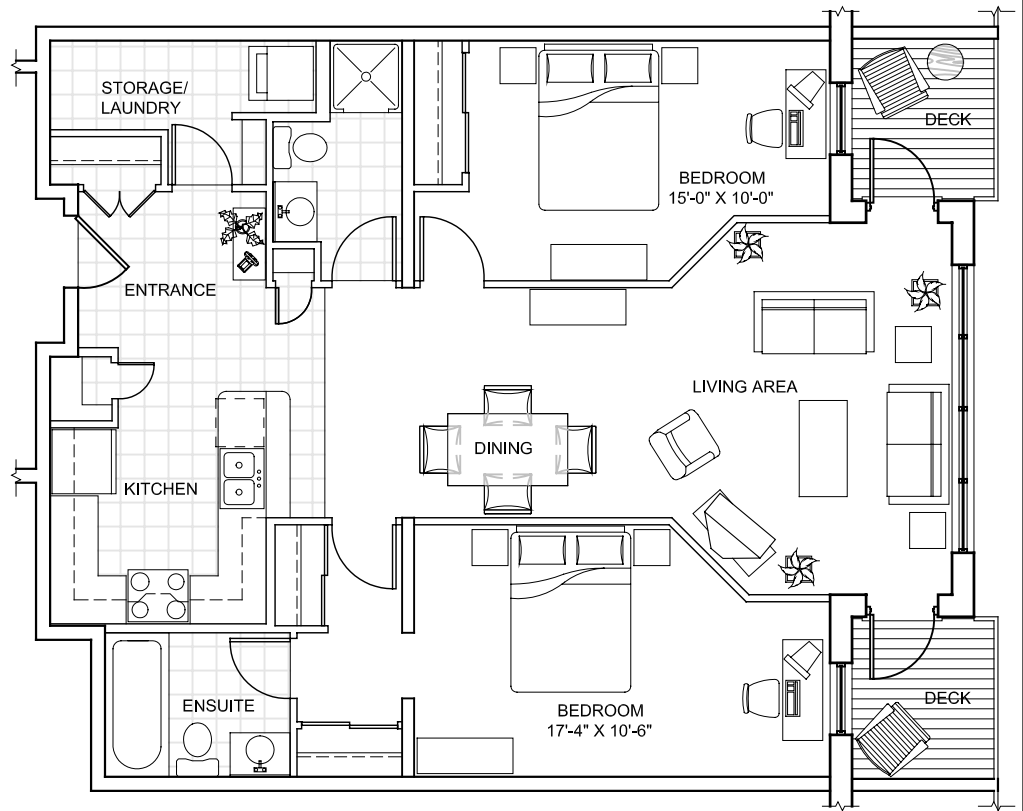 STORAGE/
LAUNDRY
DECK
BEDROOM
15'-0" X 10'-0"
ENTRANCE
LIVING AREA
DINING
KITCHEN
ENSUITE
BEDROOM
17'-4" X 10'-6"
DECK